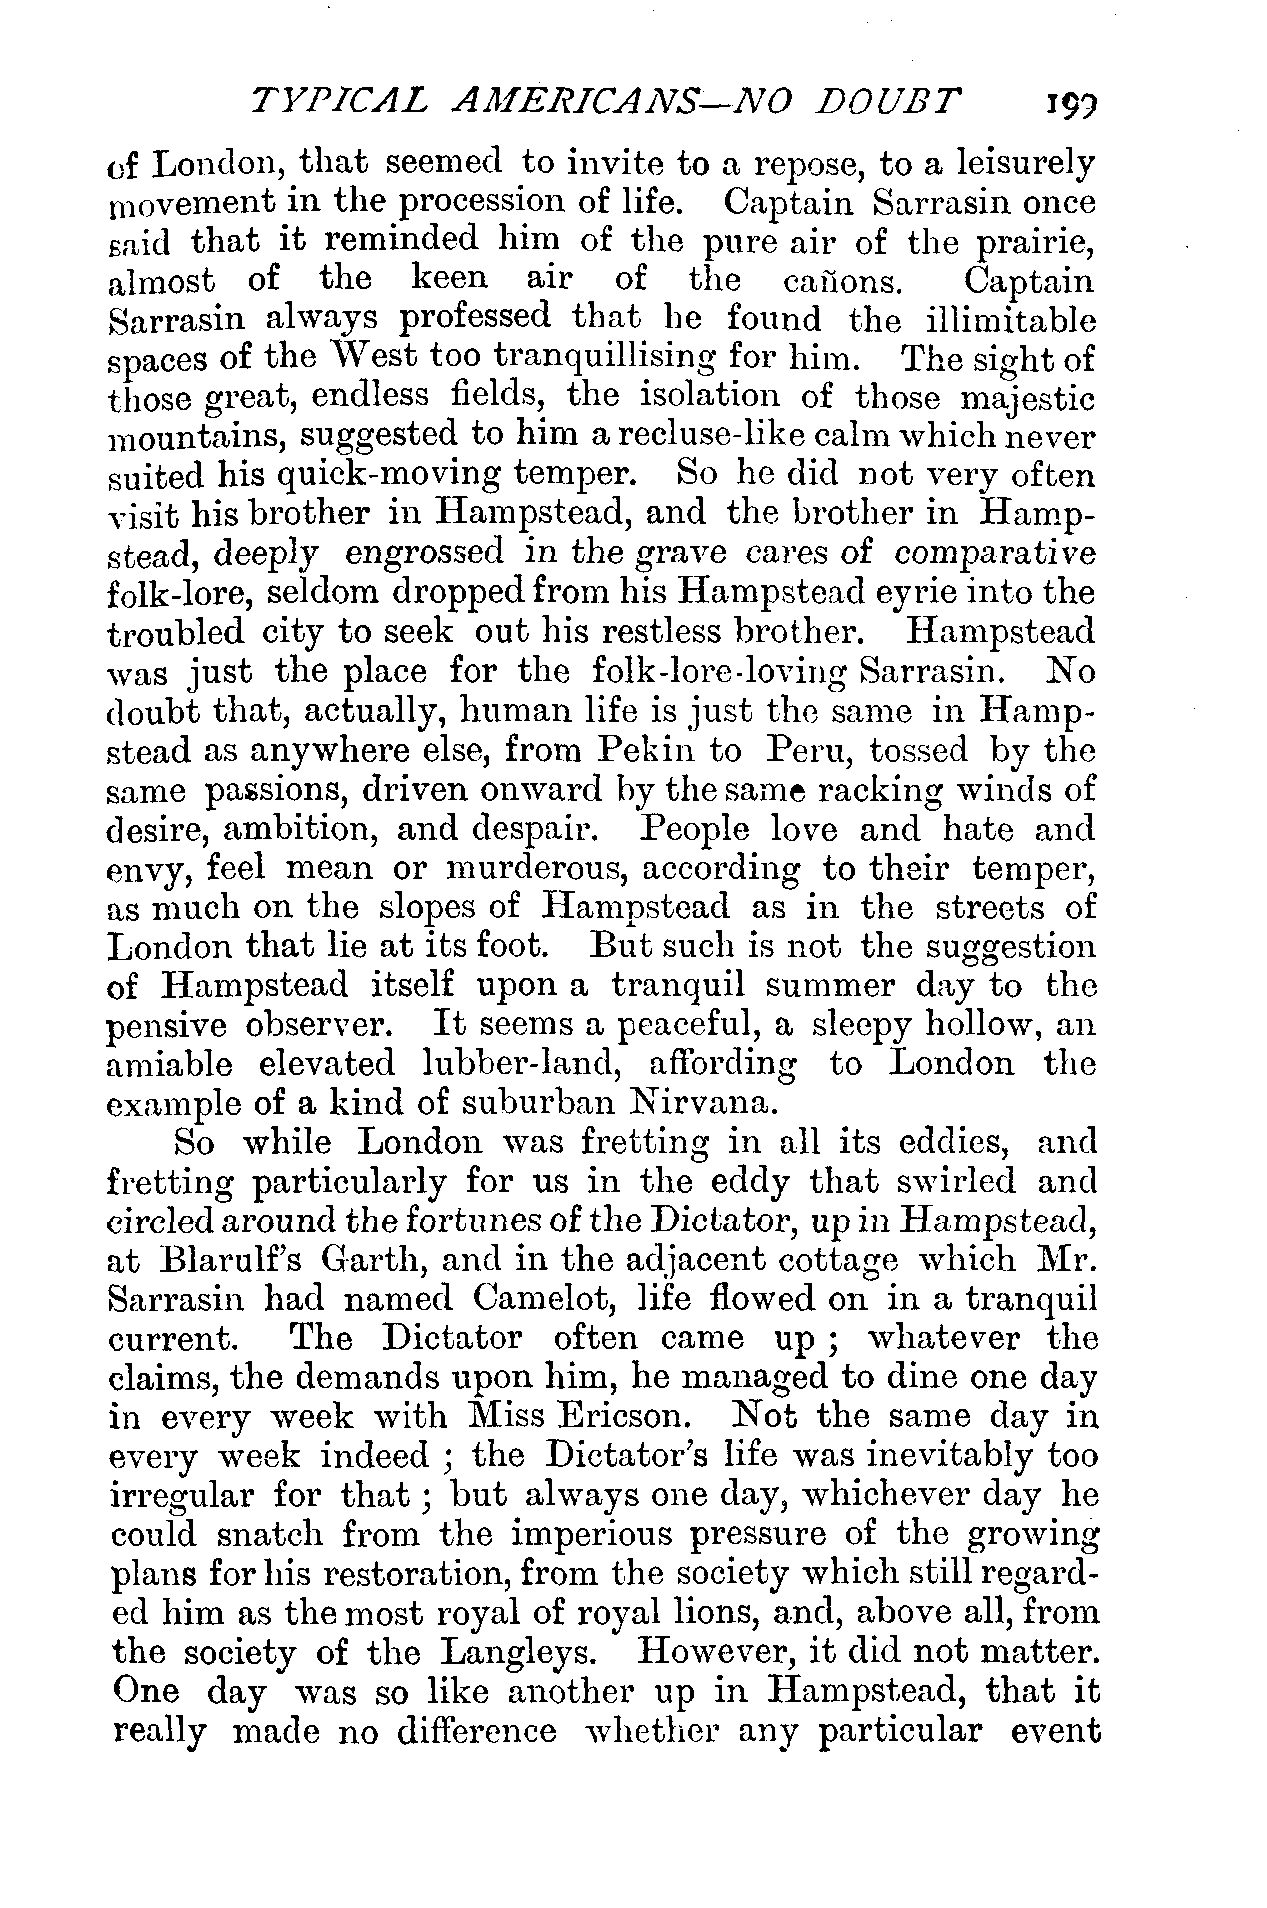 TYPICAL AMERICANS—NO DOUBT 199
of London, that seemed to invite to a repose, to a leisurely
movement in the procession of life. Captain Sarrasin once
said that it reminded him of the pure air of the prairie,
almost of the keen air of the cañons. Captain
Sarrasin always professed that he found the illimitable
spaces of the West too tranquillising for him. The sight of
those great, endless fields, the isolation of those majestic
mountains, suggested to him a recluse-like calm which never
suited his quick-moving temper. So he did not very often
visit his brother in Hampstead, and the brother in Hamp-
stead, deeply engrossed in the grave cares of comparative
folk-lore, seldom dropped from his Hampstead eyrie into the
troubled city to seek out his restless brother. Hampstead
was just the place for the folk-lore-loving Sarrasin. No
doubt that, actually, human life is just the same in Hamp-
stead as anywhere else, from Pekin to Peru, tossed by the
same passions, driven onward by the same racking winds of
desire, ambition, and despair. People love and hate and
envy, feel mean or murderous, according to their temper,
as much on the slopes of Hampstead as in the streets of
London that lie at its foot. But such is not the suggestion
of Hampstead itself upon a tranquil summer day to the
pensive observer. It seems a peaceful, a sleepy hollow, an
amiable elevated lubber-land, affording to London the
example of a kind of suburban Nirvana.
So while London was fretting in all its eddies, and
fretting particularly for us in the eddy that swirled and
circled around the fortunes of the Dictator, up in Hampstead,
at Blarulf's Garth, and in the adjacent cottage which Mr.
Sarrasin had named Camelot, life flowed on in a tranquil
current. The Dictator often came up ; whatever the
claims, the demands upon him, he managed to dine one day
in every week with Miss Ericson. Not the same day in
every week indeed ; the Dictator's life was inevitably too
irregular for that ; but always one day, whichever day he
could snatch from the imperious pressure of the growing
plans for his restoration, from the society which still regard-
ed him as the most royal of royal lions, and, above all, from
the society of the Langleys. However, it did not matter.
One day was so like another up in Hampstead, that it
really made no difference whether any particular event